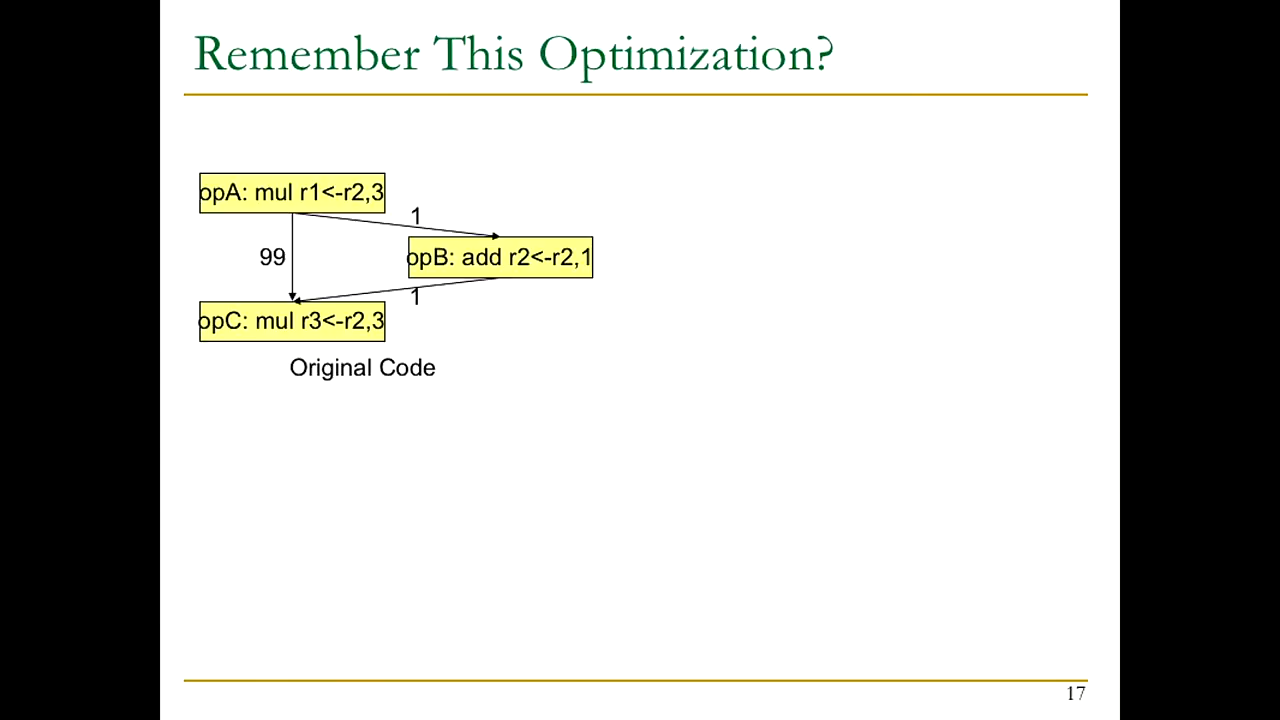 Remember This Optimization?
opA: mul r1<-r2,3
1
99
opB: add r2<-r2,1
1
opC: mul r3<-r2,3
Original Code
17